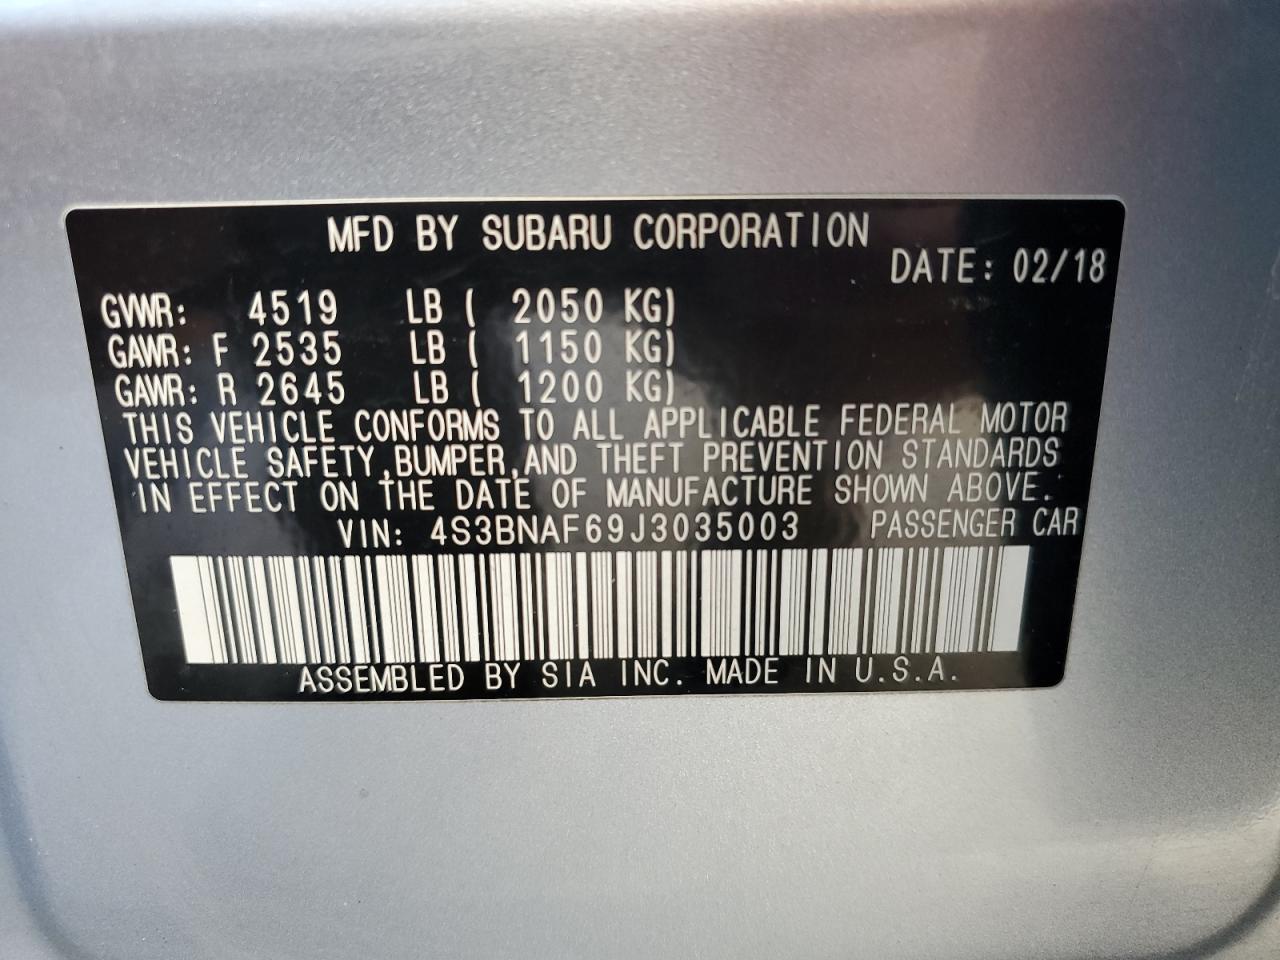 MFD BY SUBARU CORPORATION
DATE: 02/18
GVWR: 4519 LB ( 2050 KG)
GAWR: F 2535 LB ( 1150 KG)
GAWR: R 2645 LB ( 1200 KG)
THIS VEHICLE CONFORMS TO ALL APPLICABLE FEDERAL MOTOR
VEHICLE SAFETY,BUMPER,AND THEFT PREVENTION STANDARDS
IN EFFECT ON THE DATE OF MANUFACTURE SHOWN ABOVE.
VIN: 4S3BNAF69J3035003 PASSENGER CAR
ASSEMBLED BY SIA INC. MADE IN U.S.A.